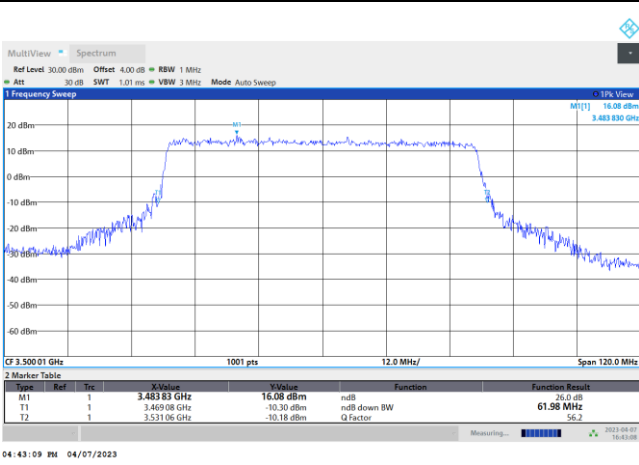 MultiView Spectrum
Ref Level 30.00 dBm Offset 4.00 dB RBW 1 MHz
Att 30 dB SWT 1.01 ms VBW 3 MHz Mode Auto Sweep
1 Frequency Sweep 1Pk View
M1[1] 16.08 dBm
3.483 830 GHz
M1
20 dBm
10 dBm
0 dBm
T1 T2
-10 dBm
-20 dBm
-30 dBm
-40 dBm
-50 dBm
-60 dBm
CF 3.500 01 GHz 1001 pts 12.0 MHz/ Span 120.0 MHz
2 Marker Table
Type Ref Trc X-Value Y-Value Function Function Result
M1 1 3.483 83 GHz 16.08 dBm ndB 26.0 dB
T1 1 3.469 08 GHz -10.30 dBm ndB down BW 61.98 MHz
T2 1 3.531 06 GHz -10.18 dBm Q Factor 56.2
Measuring... 2023-04-07
16:43:08
04:43:09 PM 04/07/2023